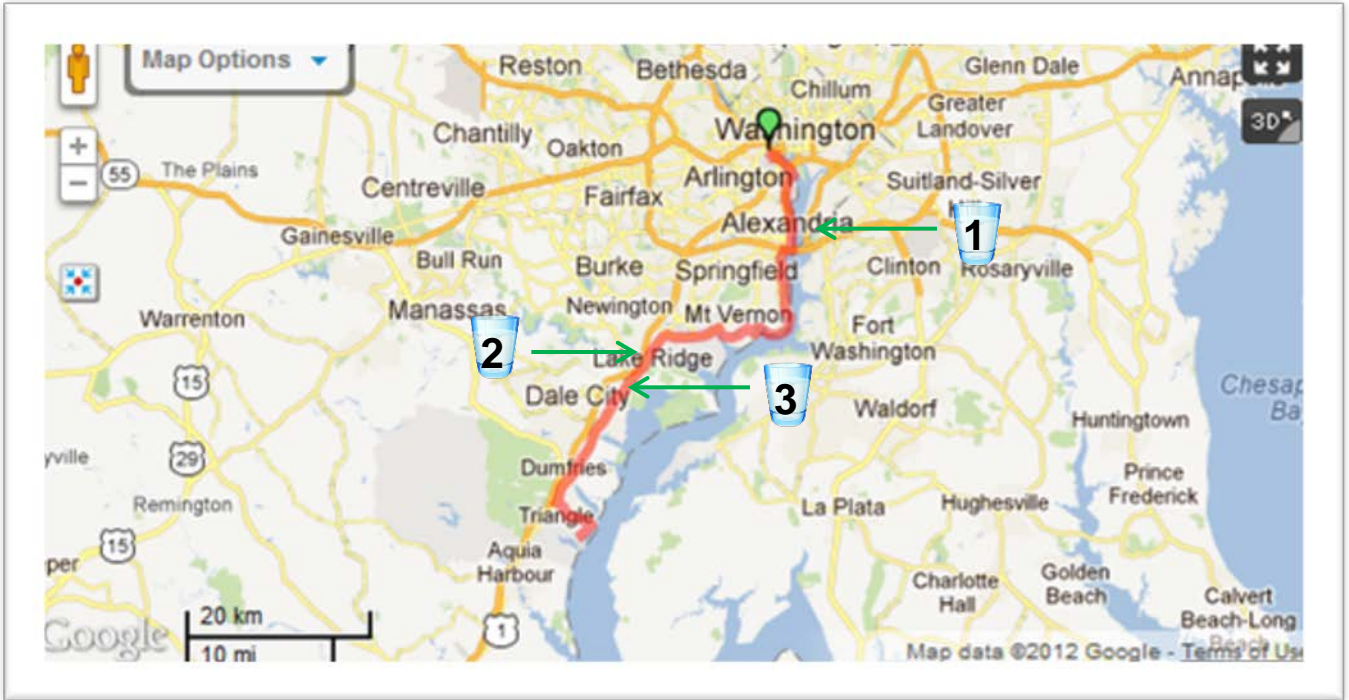 Map Options
Reston
Bethesda
Glenn Dale
Chillum
3D
Greater
Landover
Washington
Chantilly
Oakton
55
The Plains
Arlington
Suitland-Silver
Centreville
Fairfax
Alexandria
1
Gainesville
Bull Run
Burke
Springfield
Clinton
Rosaryville
Manassas
Newington
Mt Vernon
Warrenton
2
Lake Ridge
Fort
Washington
15
Dale City
3
Waldorf
Huntingtown
29
Dumfries
Prince
Frederick
Remington
Triangle
La Plata
Hughesville
15
Aquia
Harbour
Charlotte
Hall
Golden
Beach
Calvert
Beach-Long
Beach
20 km
10 mi
Google
1
Map data ©2012 Google - Terms of Use